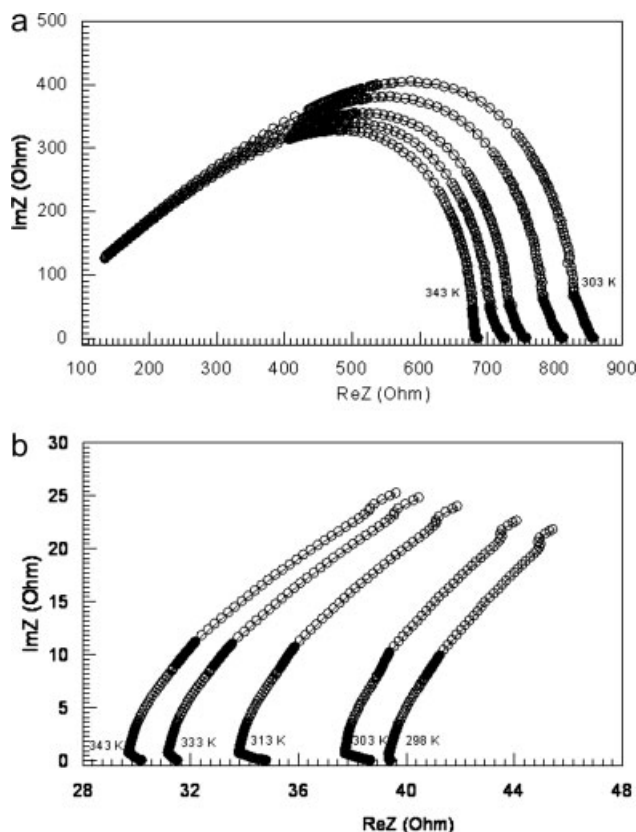 a
500
400
300
200
100
0
ImZ (Ohm)
343 K
303 K
100 200 300 400 500 600 700 800 900
ReZ (Ohm)
b
30
25
20
15
10
5
0
ImZ (Ohm)
343 K 333 K 313 K 303 K 298 K
28 32 36 40 44 48
ReZ (Ohm)